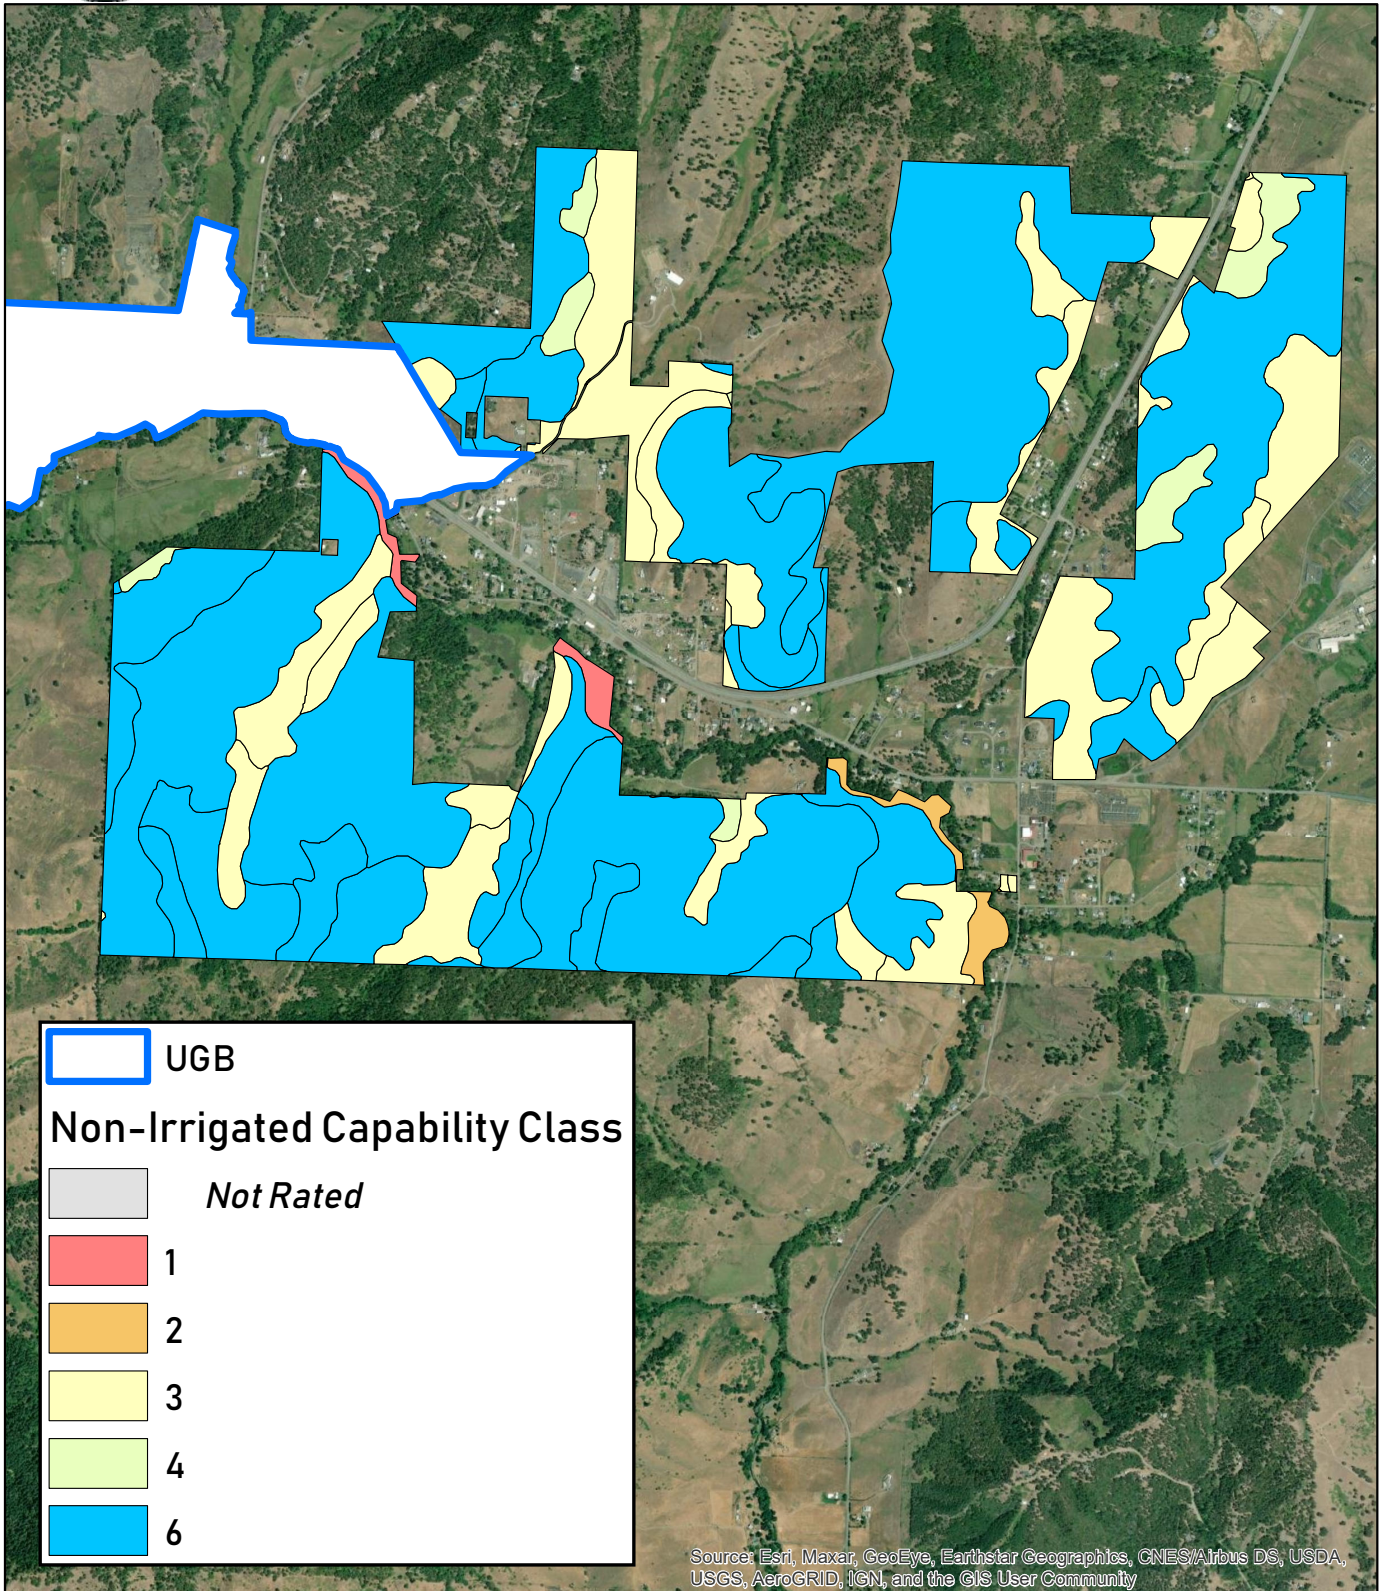 UGB
Non-Irrigated Capability Class
Not Rated
1
2
3
4
6
Source: Esri, Maxar, GeoEye, Earthstar Geographics, CNES/Airbus DS, USDA,
USGS, AeroGRID, IGN, and the GIS User Community